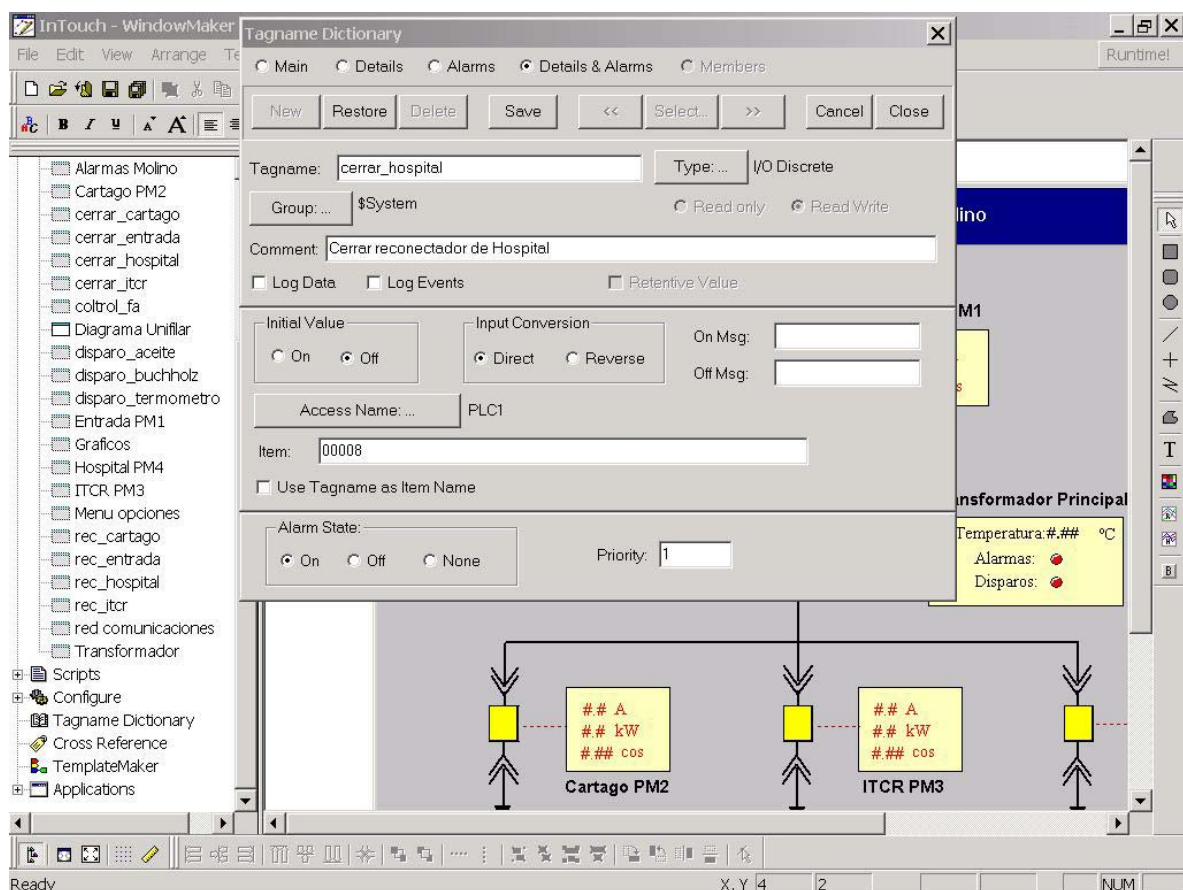 InTouch - WindowMaker
File Edit View Arrange Te
Runtime!
Tagname Dictionary
Main Details Alarms Details & Alarms Members
New Restore Delete Save << Select... >> Cancel Close
Tagname: cerrar_hospital Type: ... I/O Discrete
Group: ... $System Read only Read Write
Comment: Cerrar reconectador de Hospital
Log Data Log Events Retentive Value
Initial Value
On Off
Input Conversion
Direct Reverse
On Msg:
Off Msg:
Access Name: ... PLC1
Item: 00008
Use Tagname as Item Name
Alarm State:
On Off None
Priority: 1
Alarmas Molino
Cartago PM2
cerrar_cartago
cerrar_entrada
cerrar_hospital
cerrar_itcr
coltrol_fa
Diagrama Unifilar
disparo_aceite
disparo_buchholz
disparo_termometro
Entrada PM1
Graficos
Hospital PM4
ITCR PM3
Menu opciones
rec_cartago
rec_entrada
rec_hospital
rec_itcr
red comunicaciones
Transformador
Scripts
Configure
Tagname Dictionary
Cross Reference
TemplateMaker
Applications
lino
M1
s
ansformador Principal
Temperatura:#.## ºC
Alarmas:
Disparos:
#.# A
#.# kW
#.## cos
Cartago PM2
#.# A
#.# kW
#.## cos
ITCR PM3
B I U A A
T
B
Ready
X, Y 4 2
NUM